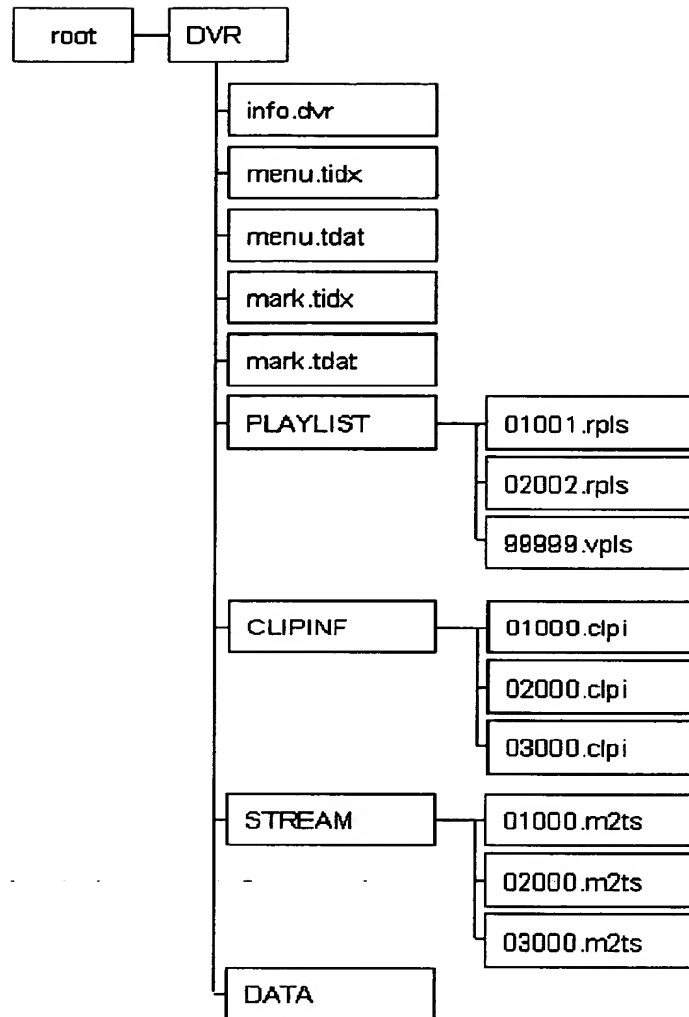 root DVR
info.dvr
menu.tidx
menu.tdat
mark.tidx
mark.tdat
PLAYLIST 01001.rpls
02002.rpls
99999.vpls
CLIPINF 01000.clpi
02000.clpi
03000.clpi
STREAM 01000.m2ts
02000.m2ts
03000.m2ts
DATA